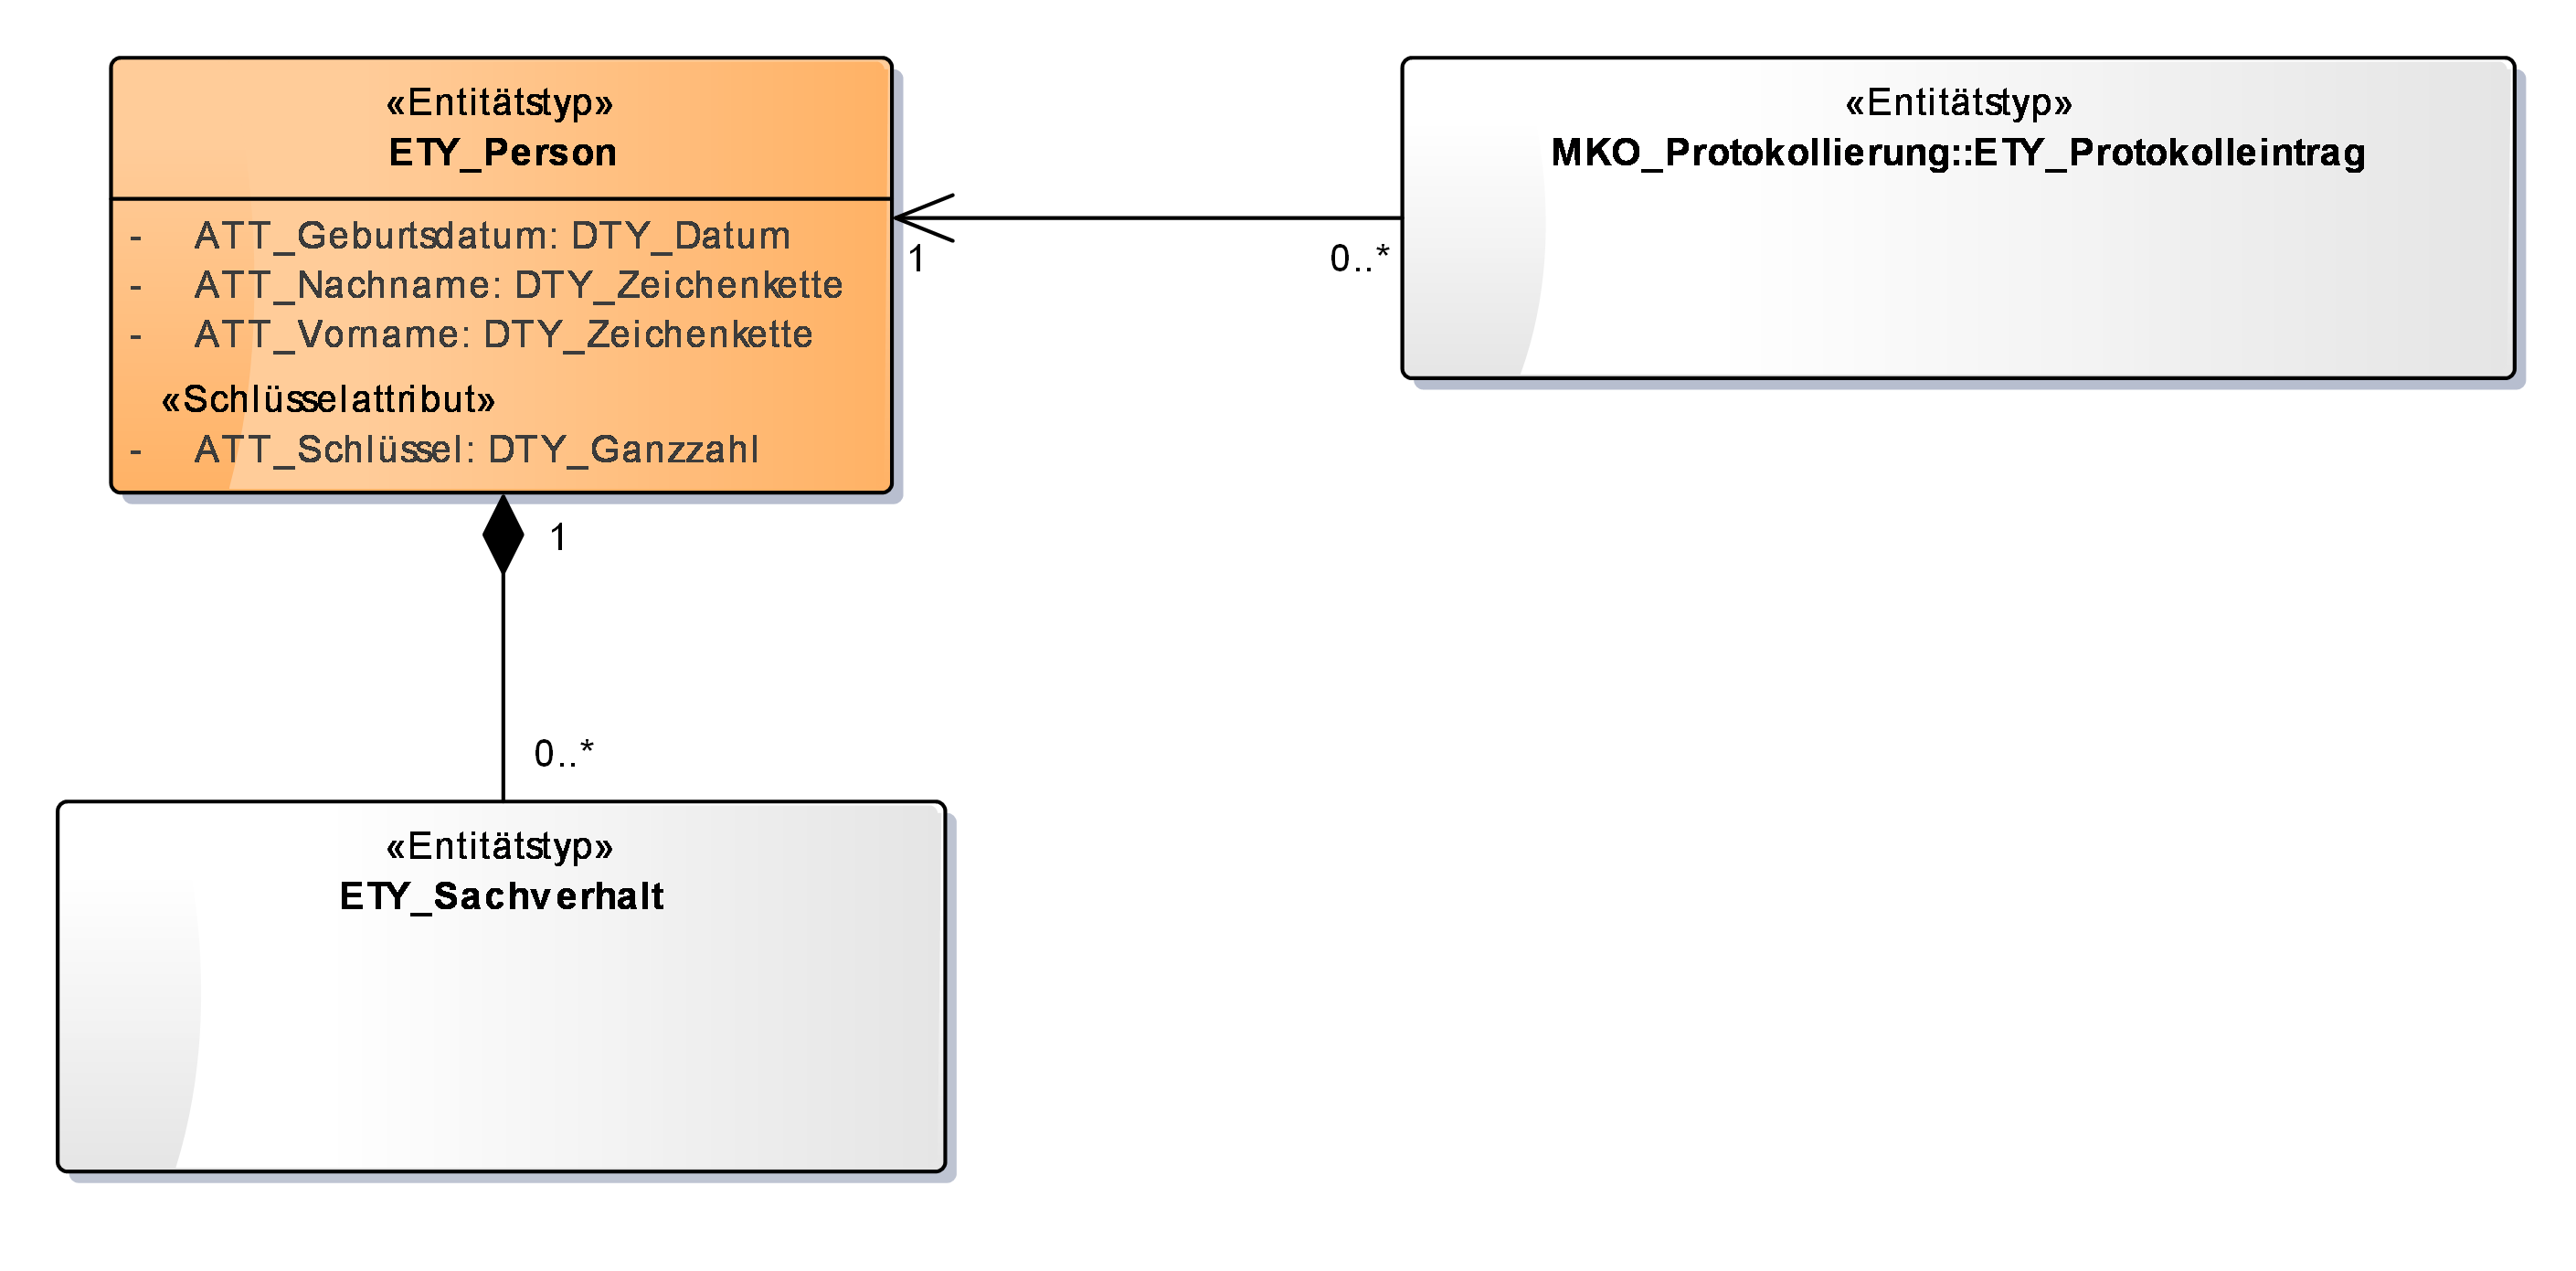 «Entitätstyp»
ETY_Person
- ATT_Geburtsdatum: DTY_Datum
- ATT_Nachname: DTY_Zeichenkette
- ATT_Vorname: DTY_Zeichenkette
«Schlüsselattribut»
- ATT_Schlüssel: DTY_Ganzzahl
«Entitätstyp»
MKO_Protokollierung::ETY_Protokolleintrag
1
0..*
1
0..*
«Entitätstyp»
ETY_Sachverhalt